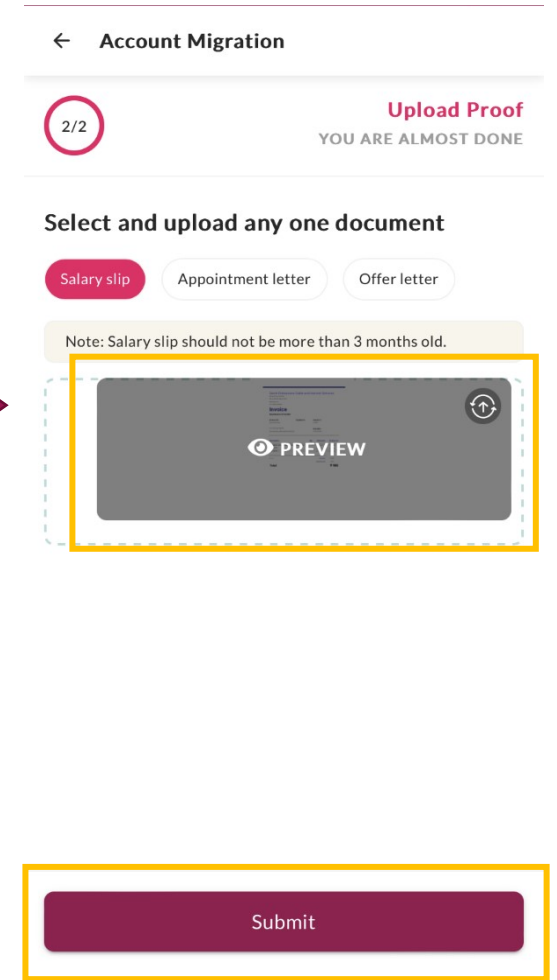 Account Migration
2/2
Upload Proof
YOU ARE ALMOST DONE
Select and upload any one document
Salary slip
Appointment letter
Offer letter
Note: Salary slip should not be more than 3 months old.
Invoice
PREVIEW
Submit